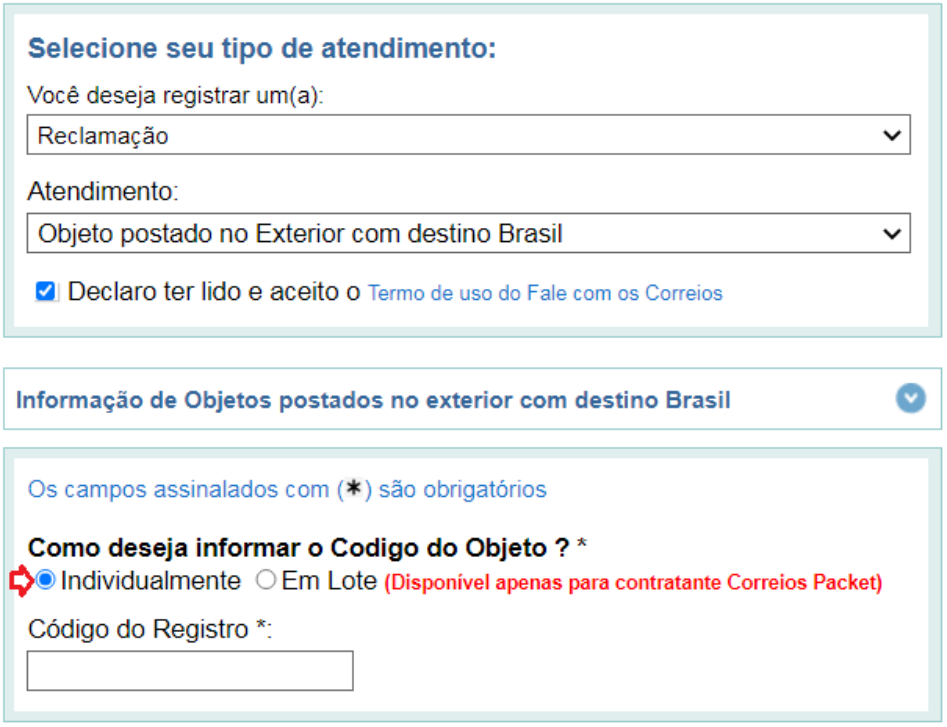 Selecione seu tipo de atendimento:
Você deseja registrar um(a):
Reclamação
Atendimento:
Objeto postado no Exterior com destino Brasil
Declaro ter lido e aceito o Termo de uso do Fale com os Correios
Informação de Objetos postados no exterior com destino Brasil
Os campos assinalados com (*) são obrigatórios
Como deseja informar o Codigo do Objeto ? *
Individualmente Em Lote (Disponível apenas para contratante Correios Packet)
Código do Registro *: